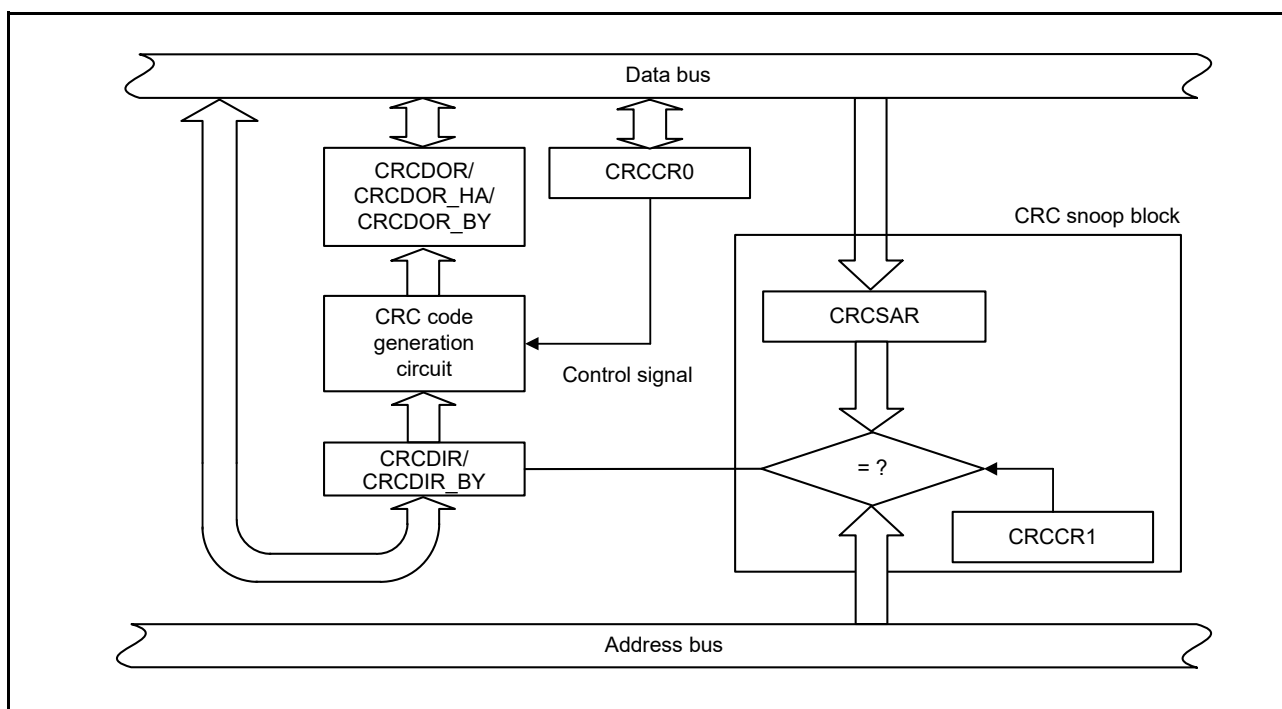 Data bus
CRCDOR/
CRCDOR_HA/
CRCDOR_BY
CRCCR0
CRC snoop block
CRCSAR
CRC code
generation
circuit
Control signal
CRCDIR/
CRCDIR_BY
= ?
CRCCR1
Address bus